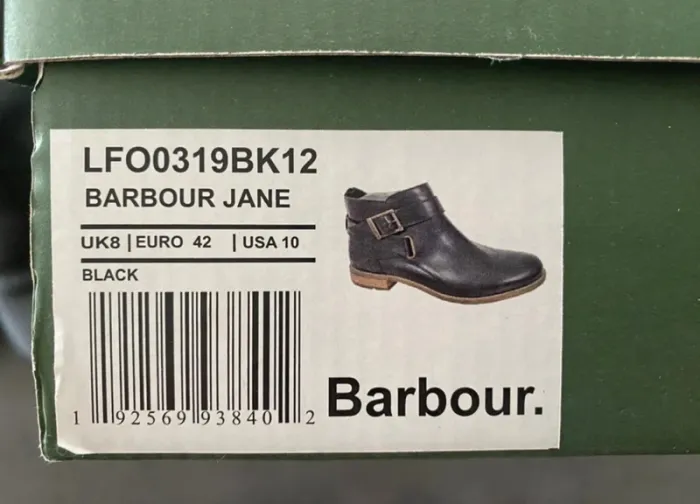 LFO0319BK12
BARBOUR JANE
UK8 | EURO 42 | USA 10
BLACK
1 92569 93840 2
Barbour.